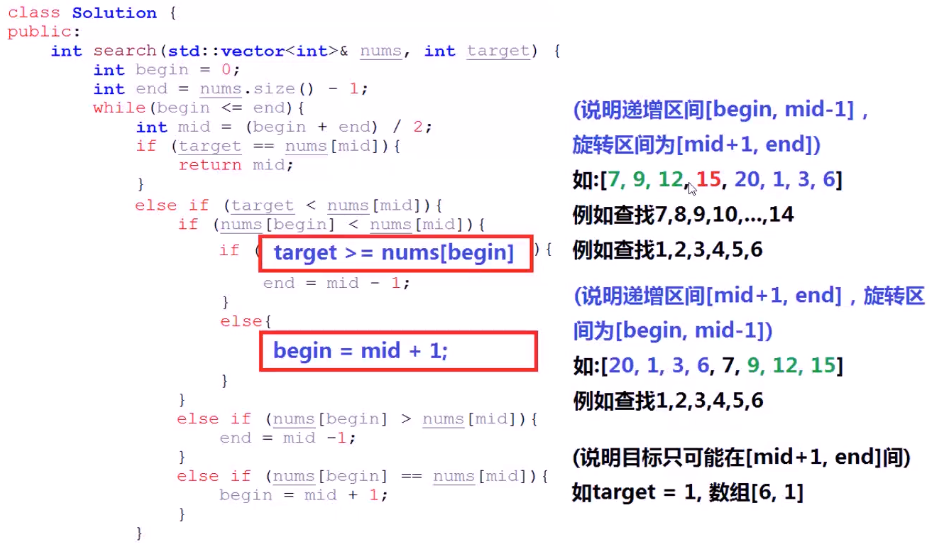 class Solution {
public:
int search(std::vector<int>& nums, int target) {
int begin = 0;
int end = nums.size() - 1;
while(begin <= end){
int mid = (begin + end) / 2;
if (target == nums[mid]){
return mid;
}
else if (target < nums[mid]){
if (nums[begin] < nums[mid]){
if ( target >= nums[begin] ){
end = mid - 1;
}
else{
begin = mid + 1;
}
}
else if (nums[begin] > nums[mid]){
end = mid -1;
}
else if (nums[begin] == nums[mid]){
begin = mid + 1;
}
}
(说明递增区间[begin, mid-1]，
旋转区间为[mid+1, end])
如:[7, 9, 12, 15, 20, 1, 3, 6]
例如查找7,8,9,10,...,14
例如查找1,2,3,4,5,6
(说明递增区间[mid+1, end]，旋转区
间为[begin, mid-1])
如:[20, 1, 3, 6, 7, 9, 12, 15]
例如查找1,2,3,4,5,6
(说明目标只可能在[mid+1, end]间)
如target = 1, 数组[6, 1]